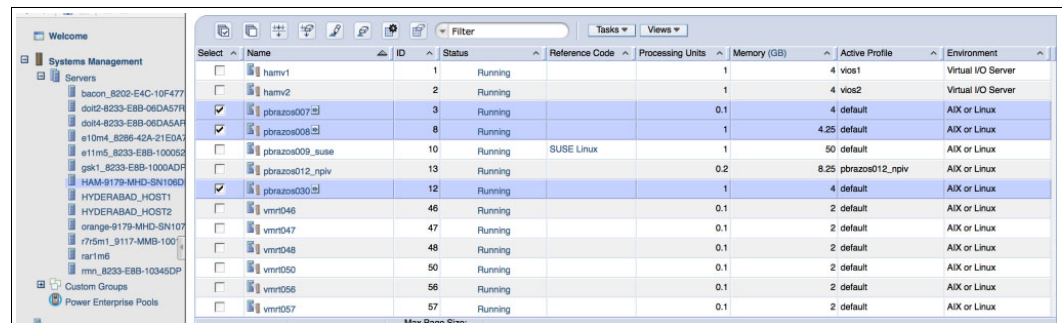 Welcome
Systems Management
Servers
bacon_8202-E4C-10F477
doit2-8233-E8B-06DA57R
doit4-8233-E8B-06DA5AR
e10m4_8286-42A-21E0A7
e11m5_8233-E8B-100052
gsk1_8233-E8B-1000ADP
HAM-9179-MHD-SN106D
HYDERABAD_HOST1
HYDERABAD_HOST2
orange-9179-MHD-SN107
r7r5m1_9117-MMB-100
rar1m6
rmn_8233-E8B-10345DP
Custom Groups
Power Enterprise Pools
Filter Tasks Views
Select Name ID Status Reference Code Processing Units Memory (GB) Active Profile Environment
hamv1 1 Running 1 4 vios1 Virtual I/O Server
hamv2 2 Running 1 4 vios2 Virtual I/O Server
pbrazos007 3 Running 0.1 4 default AIX or Linux
pbrazos008 8 Running 1 4.25 default AIX or Linux
pbrazos009_suse 10 Running SUSE Linux 1 50 default AIX or Linux
pbrazos012_npiv 13 Running 0.2 8.25 pbrazos012_npiv AIX or Linux
pbrazos030 12 Running 1 4 default AIX or Linux
vmrt046 46 Running 0.1 2 default AIX or Linux
vmrt047 47 Running 0.1 2 default AIX or Linux
vmrt048 48 Running 0.1 2 default AIX or Linux
vmrt050 50 Running 0.1 2 default AIX or Linux
vmrt056 56 Running 0.1 2 default AIX or Linux
vmrt057 57 Running 0.1 2 default AIX or Linux
Max Page Size: